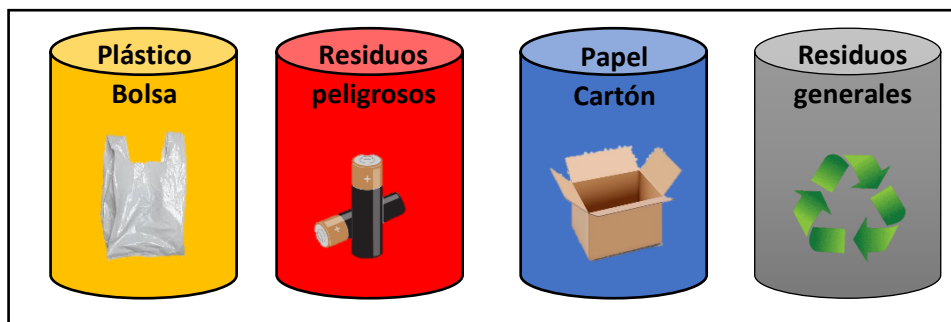 Plástico
Bolsa
Residuos
peligrosos
Papel
Cartón
Residuos
generales